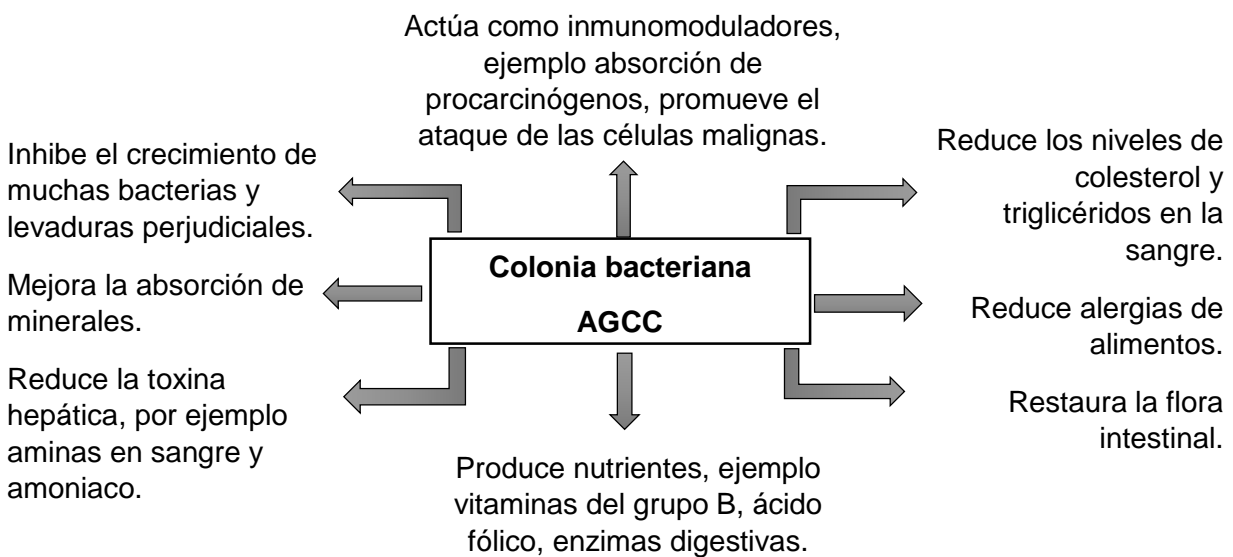 Actúa como inmunomoduladores,
ejemplo absorción de
procarcinógenos, promueve el
ataque de las células malignas.
Inhibe el crecimiento de
muchas bacterias y
levaduras perjudiciales.
Mejora la absorción de
minerales.
Reduce la toxina
hepática, por ejemplo
aminas en sangre y
amoniaco.
Colonia bacteriana
AGCC
Reduce los niveles de
colesterol y
triglicéridos en la
sangre.
Reduce alergias de
alimentos.
Restaura la flora
intestinal.
Produce nutrientes, ejemplo
vitaminas del grupo B, ácido
fólico, enzimas digestivas.